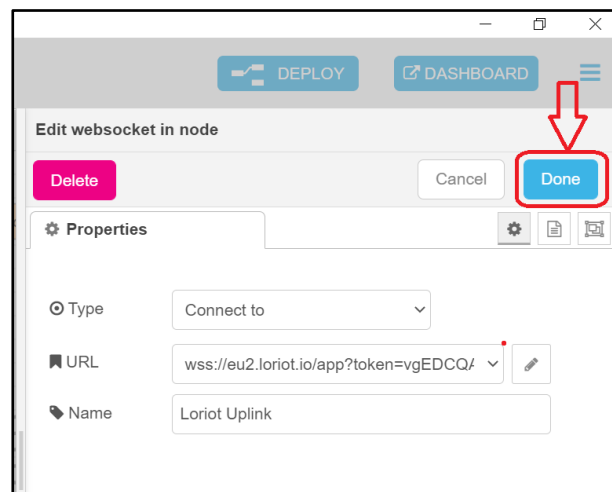 DEPLOY
DASHBOARD
Edit websocket in node
Delete
Cancel
Done
Properties
Type
Connect to
URL
wss://eu2.loriot.io/app?token=vgEDCQA
Name
Loriot Uplink